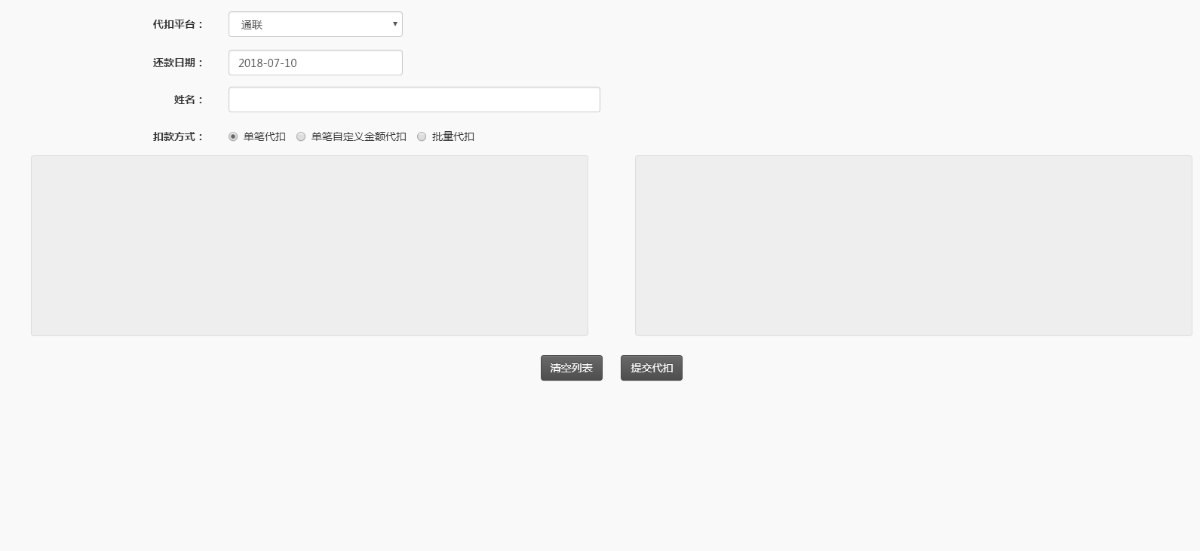 代扣平台： 通联
还款日期： 2018-07-10
姓名：
扣款方式： 单笔代扣 单笔自定义金额代扣 批量代扣
清空列表 提交代扣